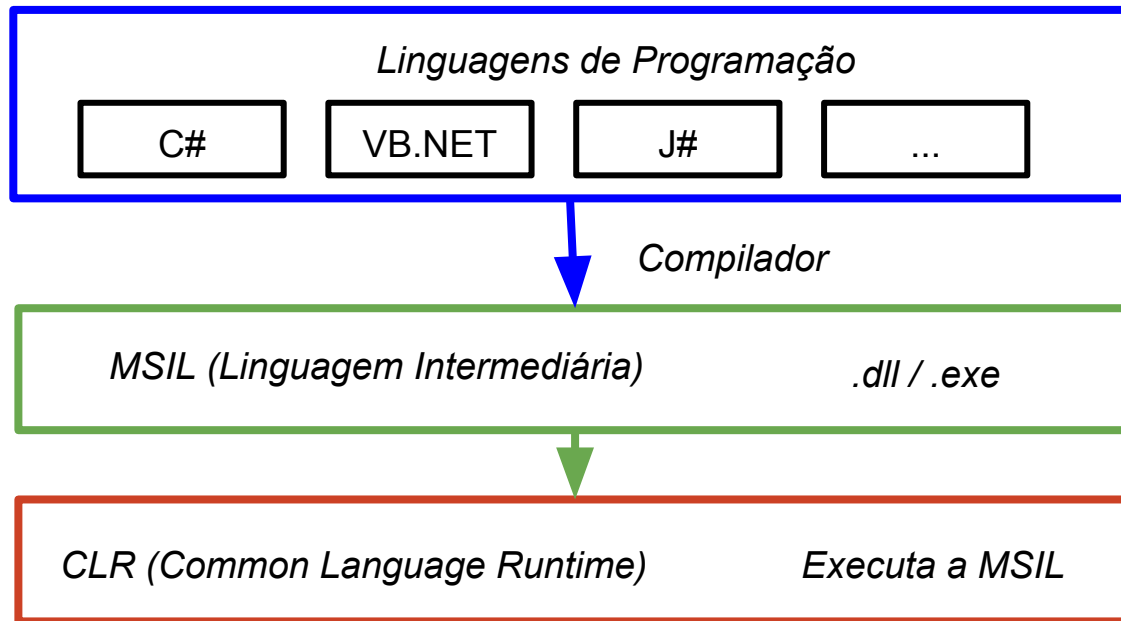 Linguagens de Programação
C# VB.NET J# ...
Compilador
MSIL (Linguagem Intermediária) .dll / .exe
CLR (Common Language Runtime) Executa a MSIL